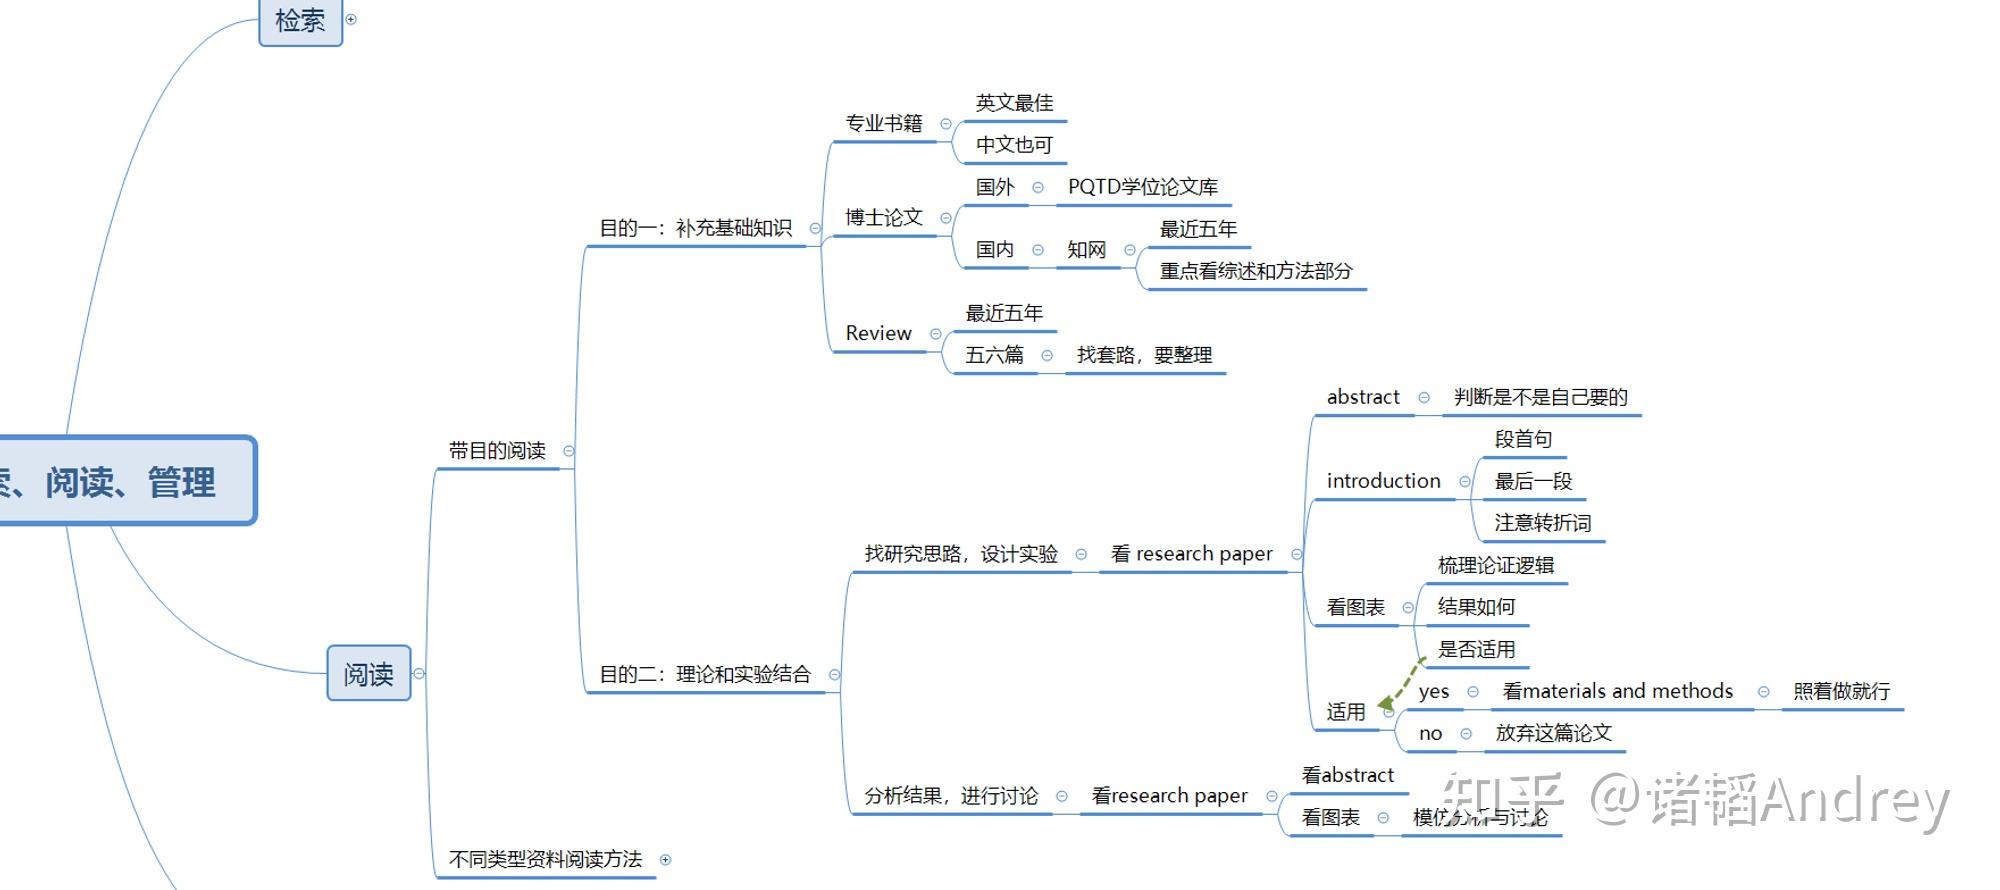 检索
英文最佳
专业书籍
中文也可
国外
PQTD学位论文库
博士论文
目的一：补充基础知识
最近五年
国内
知网
重点看综述和方法部分
最近五年
Review
五六篇
找套路，要整理
abstract
判断是不是自己要的
段首句
带目的阅读
introduction
最后一段
、阅读、管理
注意转折词
找研究思路，设计实验
看 research paper
梳理论证逻辑
看图表
结果如何
是否适用
阅读
目的二：理论和实验结合
yes
看materials and methods
照着做就行
适用
no
放弃这篇论文
看abstract
分析结果，进行讨论
看research paper
看图表
模仿分析与讨论
不同类型资料阅读方法
知乎 @诸韬Andrey